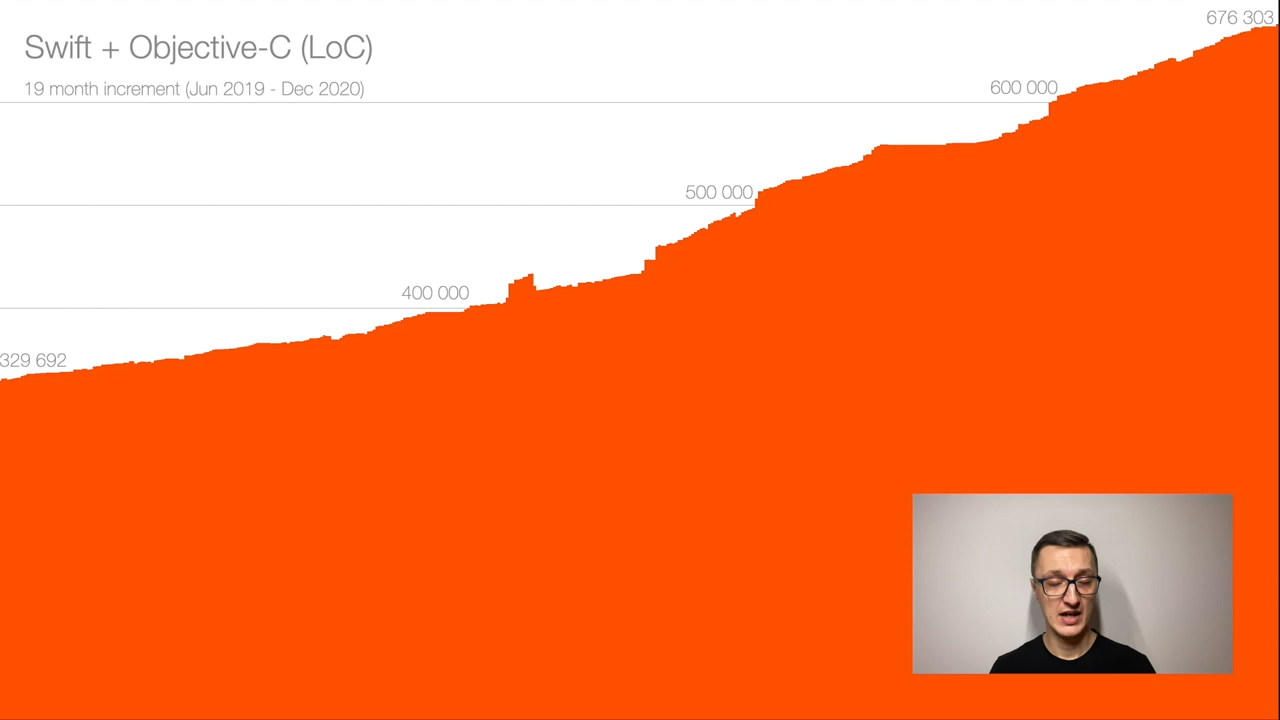 676 303
Swift + Objective-C (LoC)
19 month increment (Jun 2019 - Dec 2020)
600 000
500 000
400 000
329 692